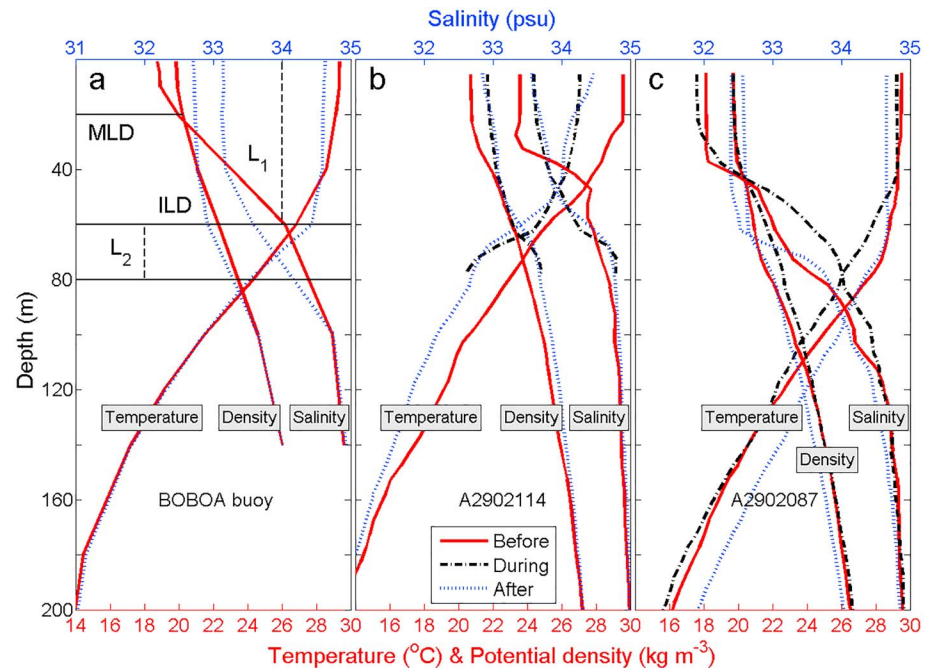 Salinity (psu)
31 32 33 34 35 32 33 34 35 32 33 34 35
a b c
MLD
L1
40
ILD
L2
80
Depth (m)
120
Temperature Density Salinity Temperature Density Salinity Temperature Salinity
Density
160
BOBOA buoy A2902114 A2902087
Before
During
After
200
14 16 18 20 22 24 26 28 30 16 18 20 22 24 26 28 30 16 18 20 22 24 26 28 30
Temperature (°C) & Potential density (kg m⁻³)